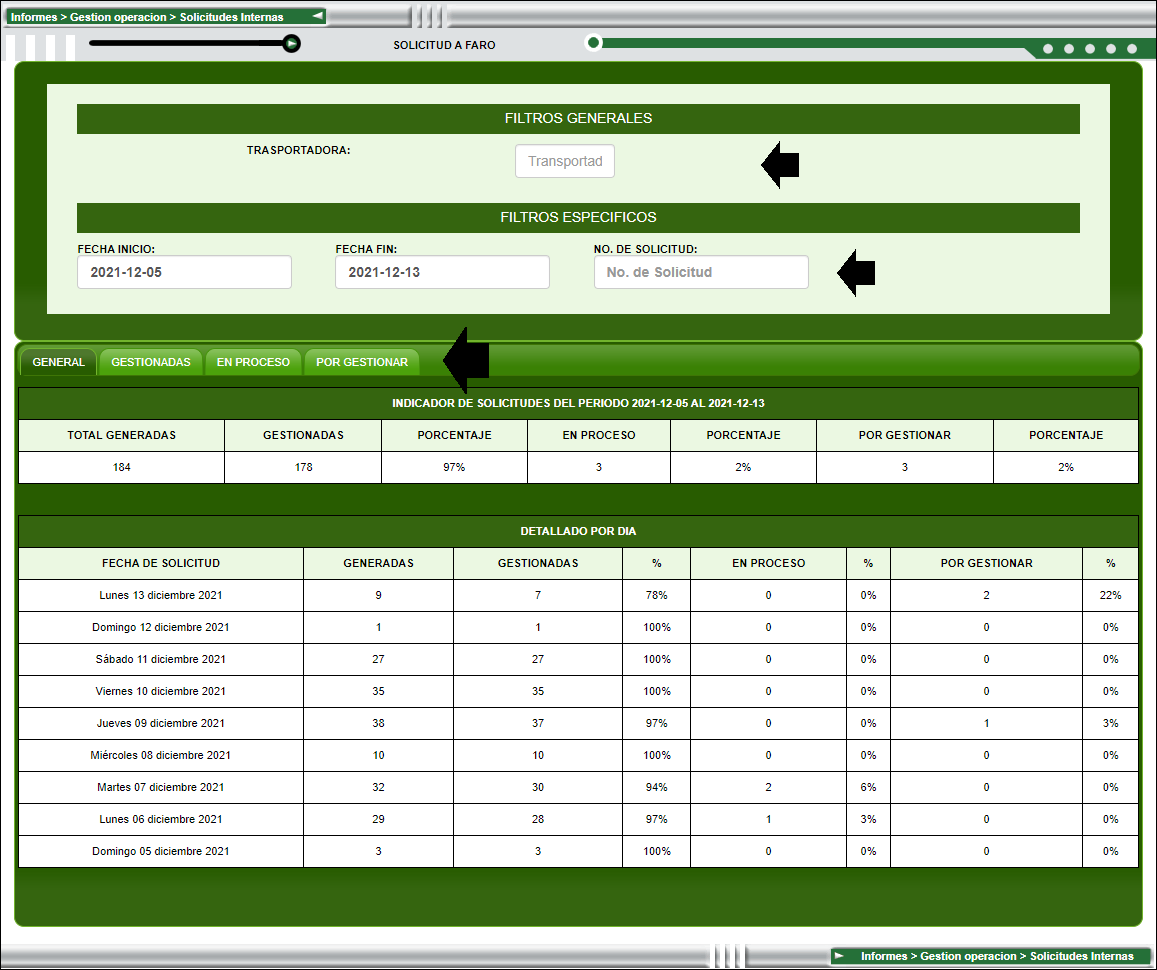 Informes > Gestion operacion > Solicitudes Internas
SOLICITUD A FARO
FILTROS GENERALES
TRASPORTADORA: Transportad
FILTROS ESPECIFICOS
FECHA INICIO: FECHA FIN: NO. DE SOLICITUD:
2021-12-05 2021-12-13 No. de Solicitud
GENERAL GESTIONADAS EN PROCESO POR GESTIONAR
INDICADOR DE SOLICITUDES DEL PERIODO 2021-12-05 AL 2021-12-13
TOTAL GENERADAS GESTIONADAS PORCENTAJE EN PROCESO PORCENTAJE POR GESTIONAR PORCENTAJE
184 178 97% 3 2% 3 2%
DETALLADO POR DIA
FECHA DE SOLICITUD GENERADAS GESTIONADAS % EN PROCESO % POR GESTIONAR %
Lunes 13 diciembre 2021 9 7 78% 0 0% 2 22%
Domingo 12 diciembre 2021 1 1 100% 0 0% 0 0%
Sábado 11 diciembre 2021 27 27 100% 0 0% 0 0%
Viernes 10 diciembre 2021 35 35 100% 0 0% 0 0%
Jueves 09 diciembre 2021 38 37 97% 0 0% 1 3%
Miércoles 08 diciembre 2021 10 10 100% 0 0% 0 0%
Martes 07 diciembre 2021 32 30 94% 2 6% 0 0%
Lunes 06 diciembre 2021 29 28 97% 1 3% 0 0%
Domingo 05 diciembre 2021 3 3 100% 0 0% 0 0%
Informes > Gestion operacion > Solicitudes Internas